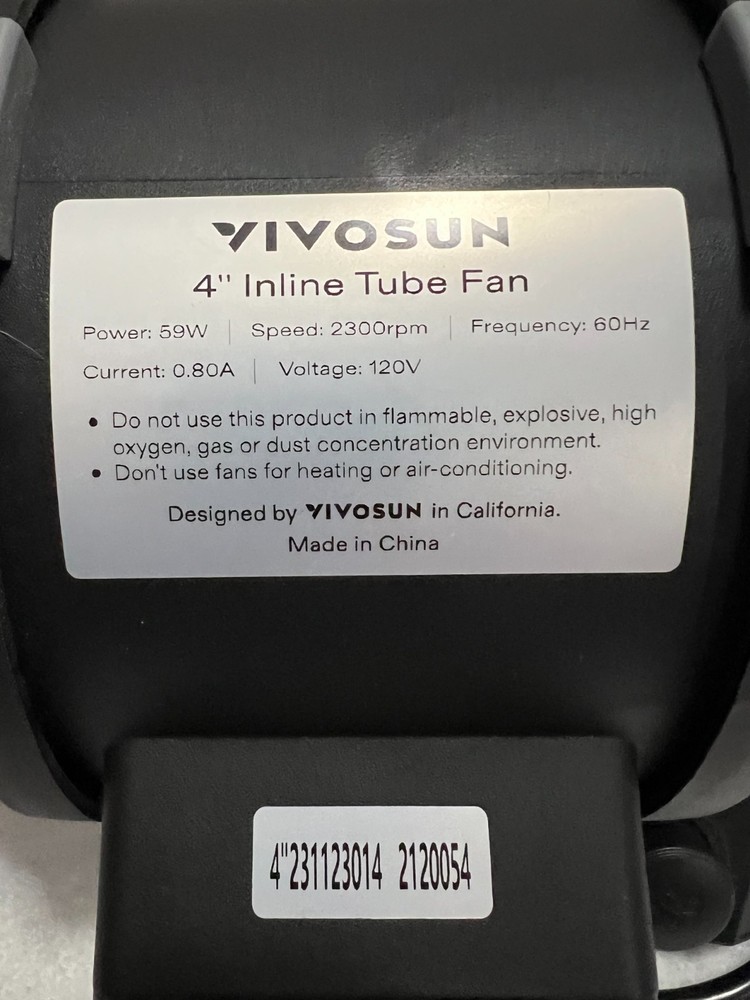 VIVOSUN
4" Inline Tube Fan
Power: 59W | Speed: 2300rpm | Frequency: 60Hz
Current: 0.80A | Voltage: 120V
• Do not use this product in flammable, explosive, high
oxygen, gas or dust concentration environment.
• Don't use fans for heating or air-conditioning.
Designed by VIVOSUN in California.
Made in China
4"231123014 2120054